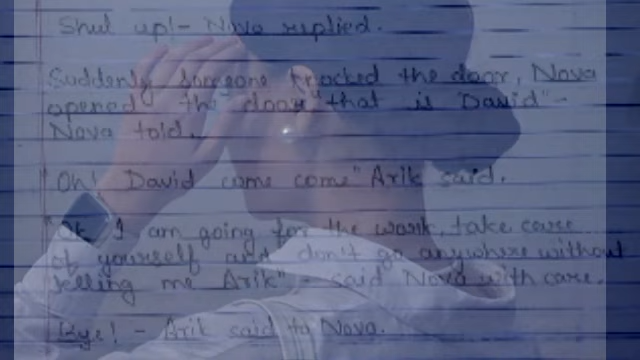 Shut up!- Nova replied.
Suddenly someone knocked the door, Nova
opened the door "that is David" -
Nova told.
"Oh! David come come" Arik said.
"Ok I am going for the work, take care
of yourself and don't go anywhere without
telling me Arik" - said Nova with care.
Bye! - Arik said to Nova.